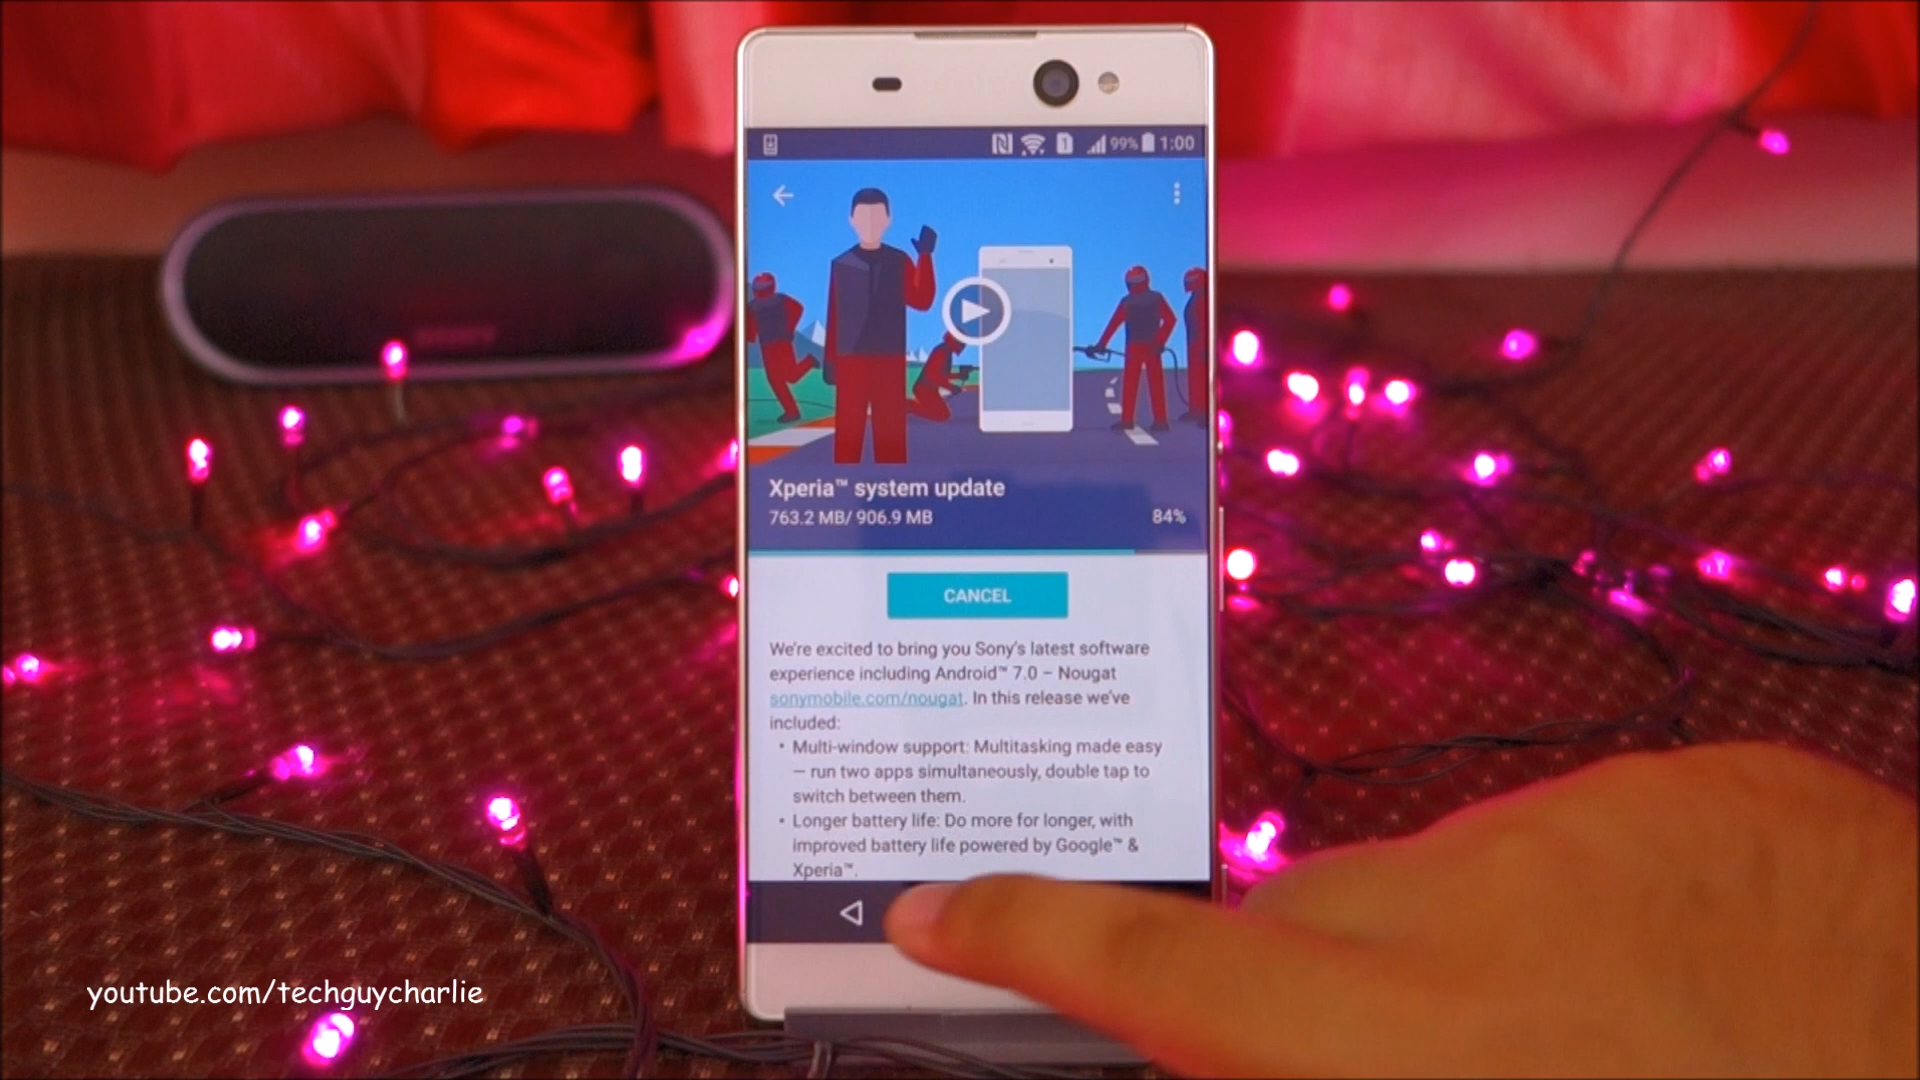 99% 1:00
Xperia™ system update
763.2 MB/ 906.9 MB 84%
CANCEL
We're excited to bring you Sony's latest software
experience including Android™ 7.0 – Nougat
sonymobile.com/nougat. In this release we've
included:
• Multi-window support: Multitasking made easy
– run two apps simultaneously, double tap to
switch between them.
• Longer battery life: Do more for longer, with
improved battery life powered by Google™ &
Xperia™.
SONY
youtube.com/techguycharlie